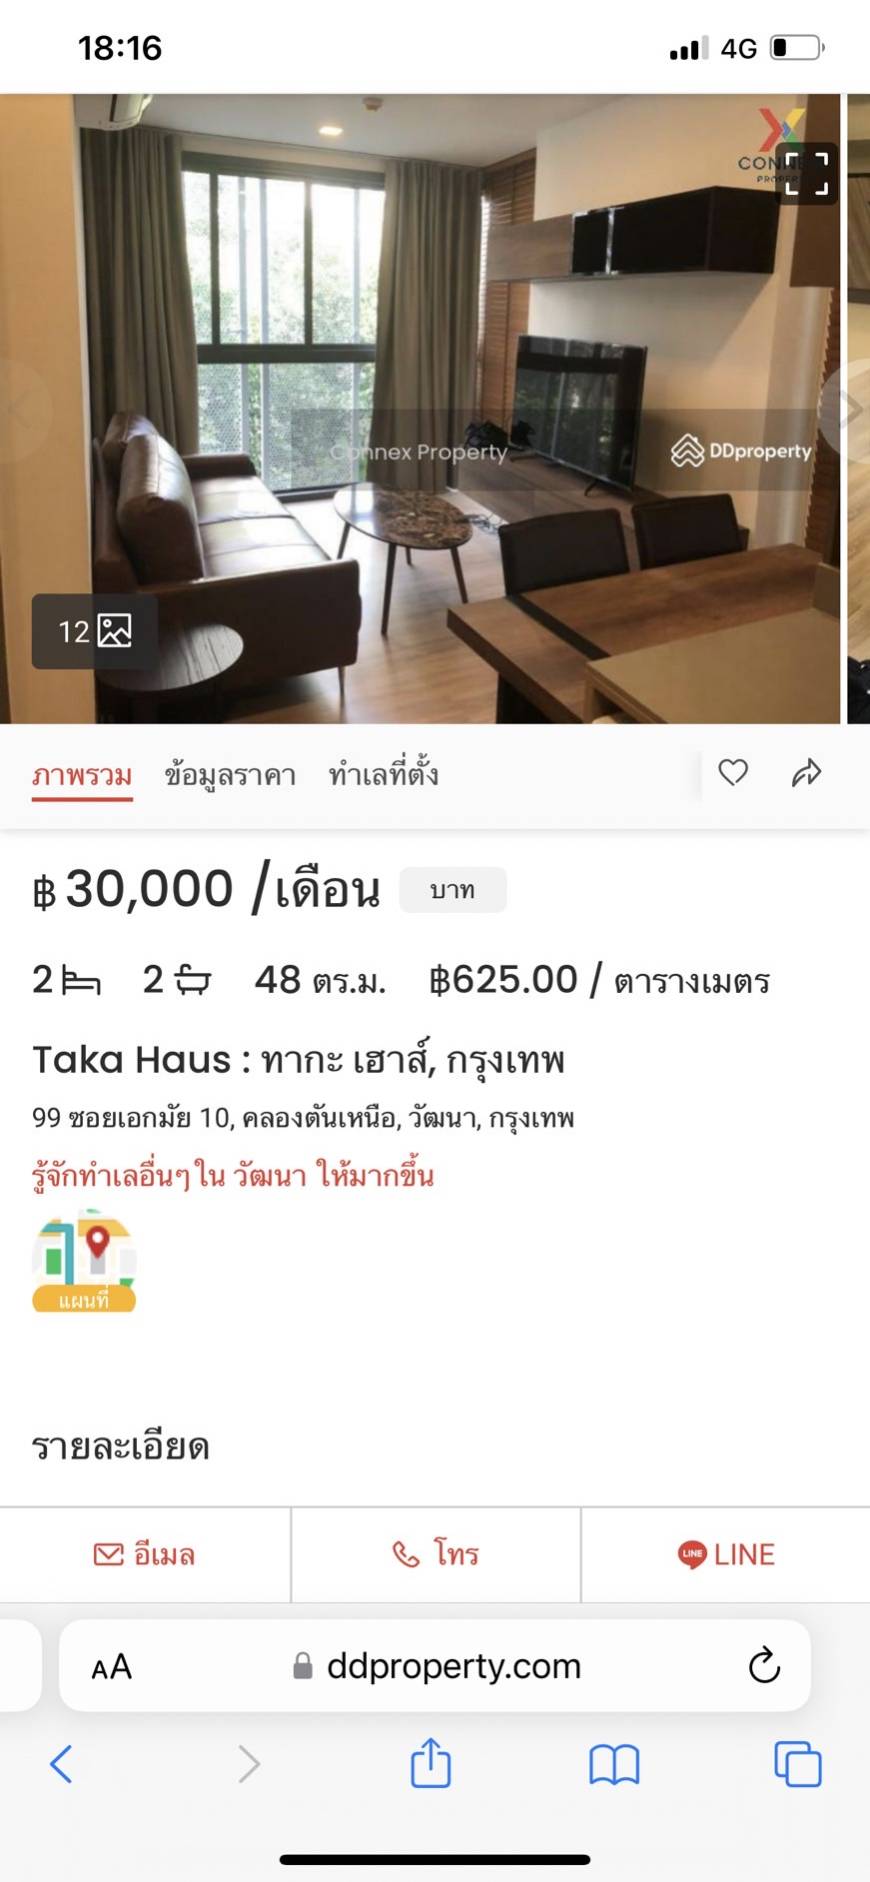 18:16 4G
CONNEX
Connex Property DDproperty
12
ภาพรวม ข้อมูลราคา ทำเลที่ตั้ง
฿ 30,000 /เดือน บาท
2 2 48 ตร.ม. ฿625.00 / ตารางเมตร
Taka Haus : ทากะ เฮาส์, กรุงเทพ
99 ซอยเอกมัย 10, คลองตันเหนือ, วัฒนา, กรุงเทพ
รู้จักทำเลอื่นๆ ใน วัฒนา ให้มากขึ้น
แผนที่
รายละเอียด
อีเมล โทร LINE LINE
AA ddproperty.com